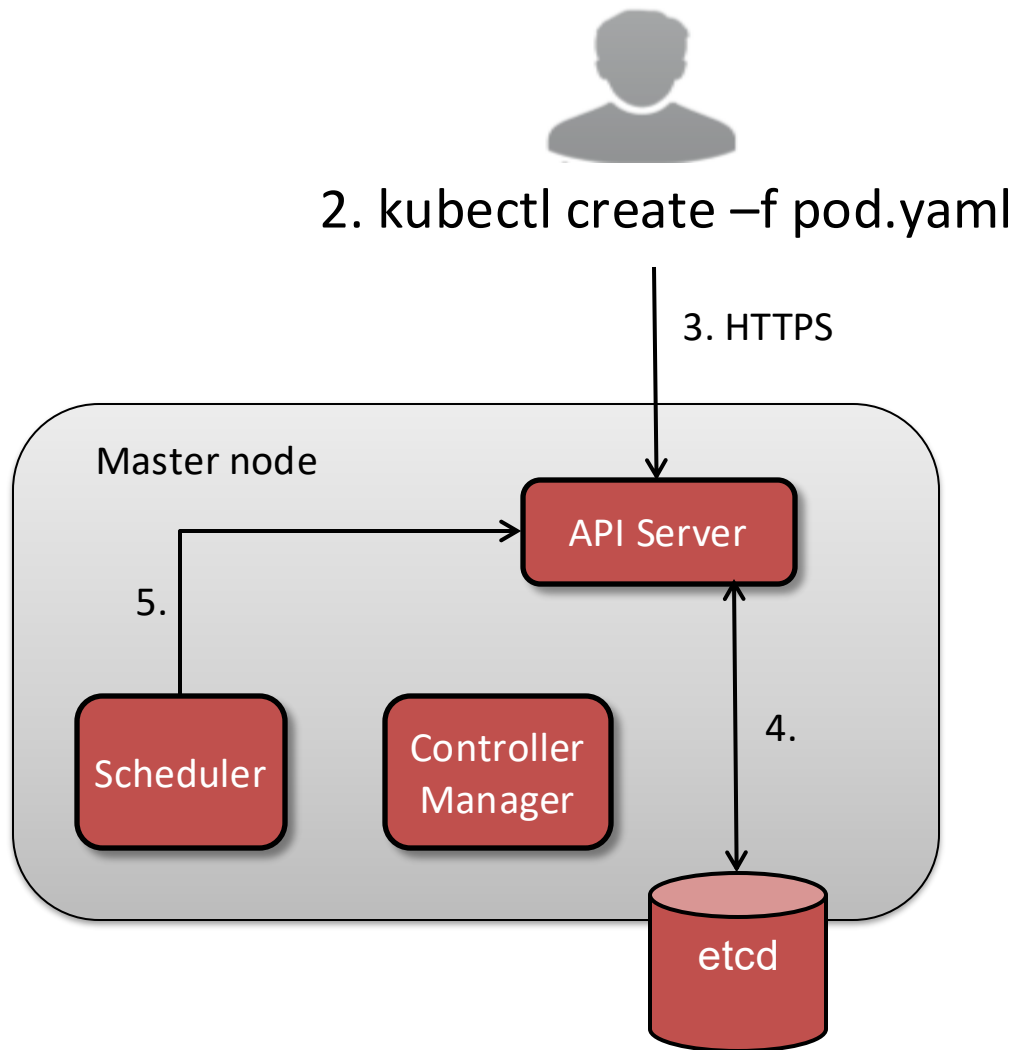 2. kubectl create –f pod.yaml
3. HTTPS
Master node
API Server
5.
Scheduler
Controller
Manager
4.
etcd